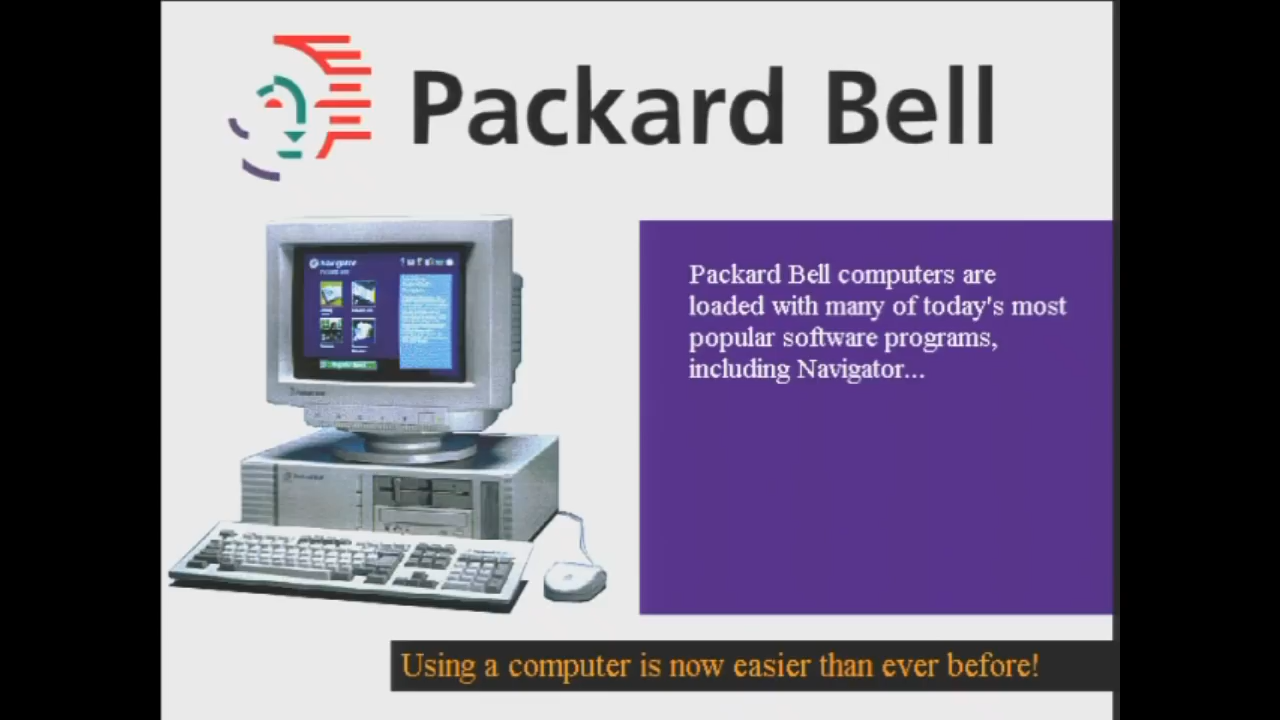 Packard Bell
Navigator
Packard Bell computers are
loaded with many of today's most
popular software programs,
including Navigator...
Using a computer is now easier than ever before!